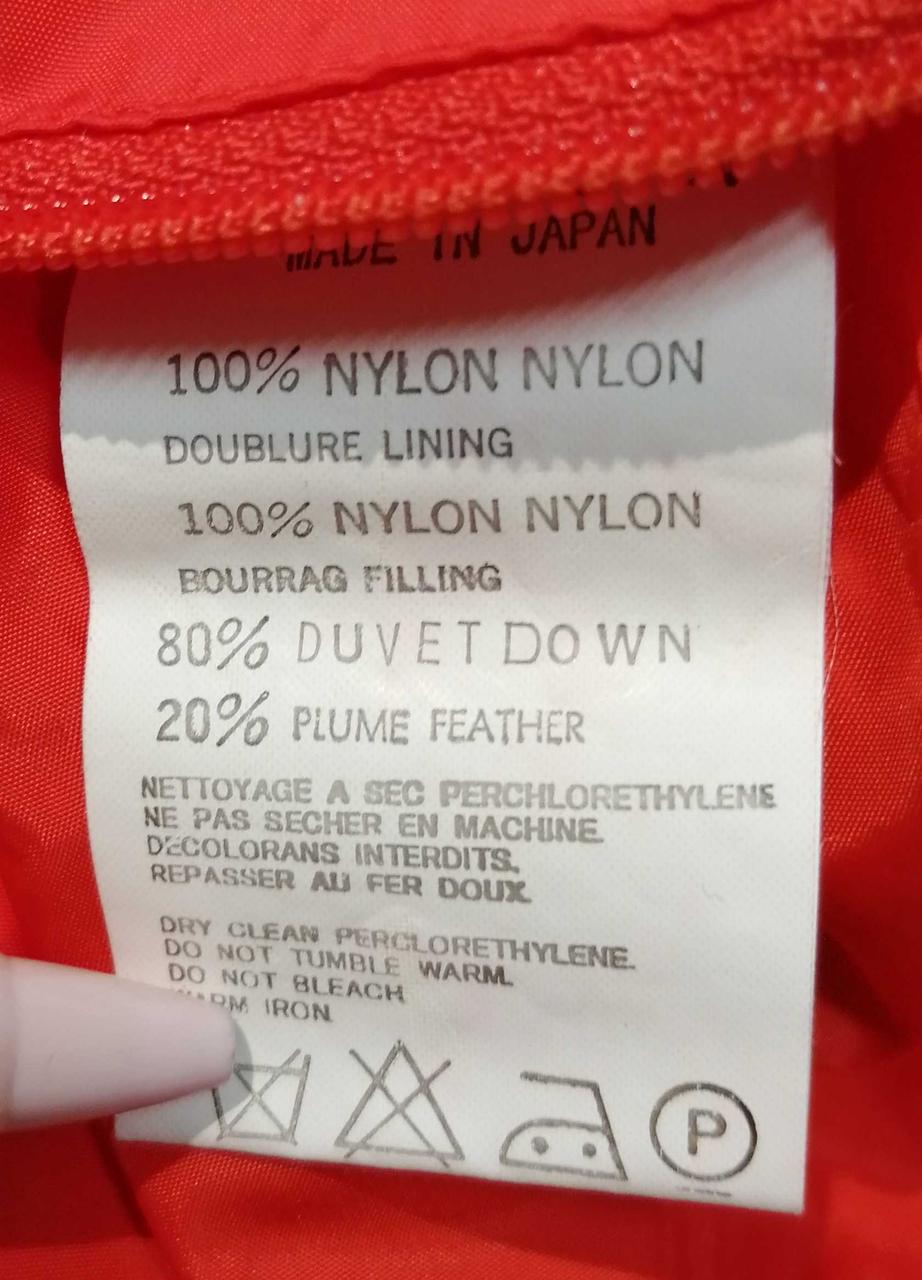 MADE IN JAPAN
100% NYLON NYLON
DOUBLURE LINING
100% NYLON NYLON
BOURRAG FILLING
80% DUVET DOWN
20% PLUME FEATHER
NETTOYAGE A SEC PERCHLORETHYLENE
NE PAS SECHER EN MACHINE.
DECOLORANS INTERDITS.
REPASSER AU FER DOUX.
DRY CLEAN PERCLORETHYLENE.
DO NOT TUMBLE WARM.
DO NOT BLEACH
WARM IRON
P